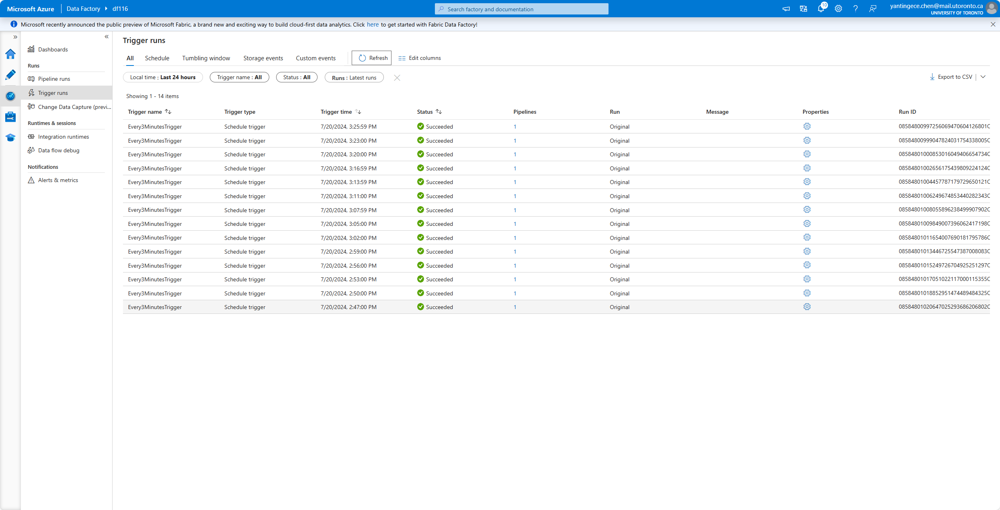 Microsoft Azure Data Factory df116 Search factory and documentation 10 yantingece.chen@mail.utoronto.ca
UNIVERSITY OF TORONTO
Microsoft recently announced the public preview of Microsoft Fabric, a brand new and exciting way to build cloud-first data analytics. Click here to get started with Fabric Data Factory!
Dashboards
Runs
Pipeline runs
Trigger runs
Change Data Capture (previ...
Runtimes & sessions
Integration runtimes
Data flow debug
Notifications
Alerts & metrics
Trigger runs
All Schedule Tumbling window Storage events Custom events Refresh Edit columns
Local time : Last 24 hours Trigger name : All Status : All Runs : Latest runs Export to CSV
Showing 1 - 14 items
Trigger name Trigger type Trigger time Status Pipelines Run Message Properties Run ID
Every3MinutesTrigger Schedule trigger 7/20/2024, 3:25:59 PM Succeeded 1 Original 08584800997256069470604126801C
Every3MinutesTrigger Schedule trigger 7/20/2024, 3:23:00 PM Succeeded 1 Original 08584800999047824031754338005C
Every3MinutesTrigger Schedule trigger 7/20/2024, 3:20:00 PM Succeeded 1 Original 08584801000853016049406654734C
Every3MinutesTrigger Schedule trigger 7/20/2024, 3:16:59 PM Succeeded 1 Original 08584801002656175439809224124C
Every3MinutesTrigger Schedule trigger 7/20/2024, 3:13:59 PM Succeeded 1 Original 08584801004457787179729650121C
Every3MinutesTrigger Schedule trigger 7/20/2024, 3:11:00 PM Succeeded 1 Original 08584801006249674853440282343C
Every3MinutesTrigger Schedule trigger 7/20/2024, 3:07:59 PM Succeeded 1 Original 08584801008055896238499907902C
Every3MinutesTrigger Schedule trigger 7/20/2024, 3:05:00 PM Succeeded 1 Original 08584801009849007396062417198C
Every3MinutesTrigger Schedule trigger 7/20/2024, 3:02:00 PM Succeeded 1 Original 08584801011654007690181795786C
Every3MinutesTrigger Schedule trigger 7/20/2024, 2:59:00 PM Succeeded 1 Original 08584801013446725547387008083C
Every3MinutesTrigger Schedule trigger 7/20/2024, 2:56:00 PM Succeeded 1 Original 08584801015249726704925251297C
Every3MinutesTrigger Schedule trigger 7/20/2024, 2:53:00 PM Succeeded 1 Original 08584801017051022117000115355C
Every3MinutesTrigger Schedule trigger 7/20/2024, 2:50:00 PM Succeeded 1 Original 08584801018852951474489484325C
Every3MinutesTrigger Schedule trigger 7/20/2024, 2:47:00 PM Succeeded 1 Original 08584801020647025293686206802C